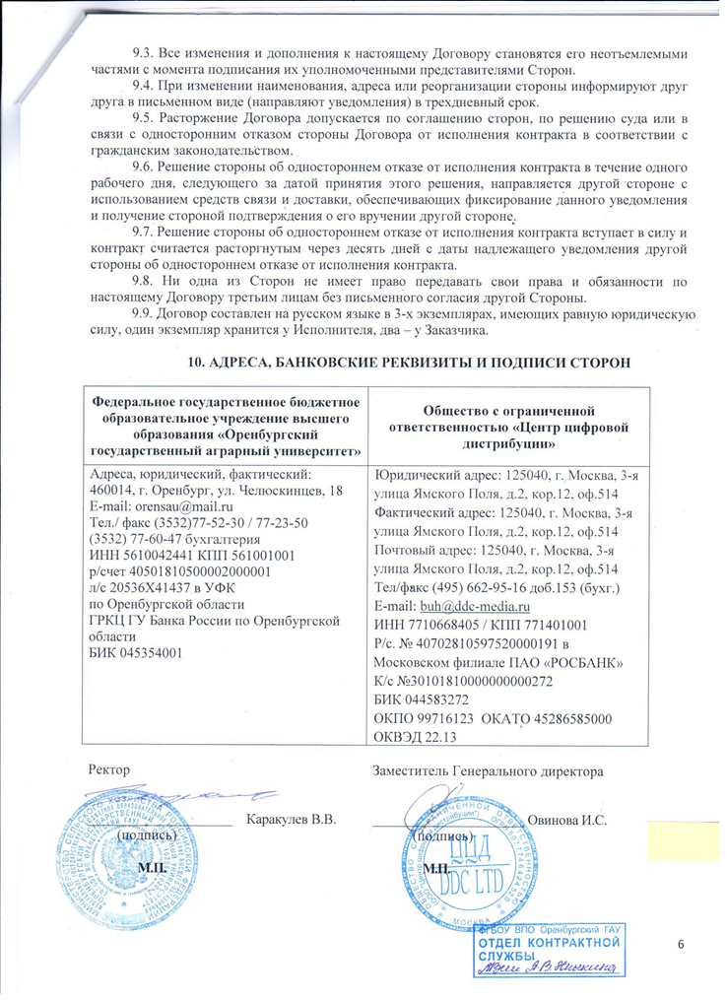 9.3. Все изменения и дополнения к настоящему Договору становятся его неотъемлемыми
частями с момента подписания их уполномоченными представителями Сторон.
9.4. При изменении наименования, адреса или реорганизации стороны информируют друг
друга в письменном виде (направляют уведомления) в трехдневный срок.
9.5. Расторжение Договора допускается по соглашению сторон, по решению суда или в
связи с односторонним отказом стороны Договора от исполнения контракта в соответствии с
гражданским законодательством.
9.6. Решение стороны об одностороннем отказе от исполнения контракта в течение одного
рабочего дня, следующего за датой принятия этого решения, направляется другой стороне с
использованием средств связи и доставки, обеспечивающих фиксирование данного уведомления
и получение стороной подтверждения о его вручении другой стороне.
9.7. Решение стороны об одностороннем отказе от исполнения контракта вступает в силу и
контракт считается расторгнутым через десять дней с даты надлежащего уведомления другой
стороны об одностороннем отказе от исполнения контракта.
9.8. Ни одна из Сторон не имеет право передавать свои права и обязанности по
настоящему Договору третьим лицам без письменного согласия другой Стороны.
9.9. Договор составлен на русском языке в 3-х экземплярах, имеющих равную юридическую
силу, один экземпляр хранится у Исполнителя, два – у Заказчика.
10. АДРЕСА, БАНКОВСКИЕ РЕКВИЗИТЫ И ПОДПИСИ СТОРОН
Федеральное государственное бюджетное
образовательное учреждение высшего
образования «Оренбургский
государственный аграрный университет»
Адреса, юридический, фактический:
460014, г. Оренбург, ул. Челюскинцев, 18
E-mail: orensau@mail.ru
Тел./ факс (3532)77-52-30 / 77-23-50
(3532) 77-60-47 бухгалтерия
ИНН 5610042441 КПП 561001001
р/счет 40501810500002000001
л/с 20536Х41437 в УФК
по Оренбургской области
ГРКЦ ГУ Банка России по Оренбургской
области
БИК 045354001
Общество с ограниченной
ответственностью «Центр цифровой
дистрибуции»
Юридический адрес: 125040, г. Москва, 3-я
улица Ямского Поля, д.2, кор.12, оф.514
Фактический адрес: 125040, г. Москва, 3-я
улица Ямского Поля, д.2, кор.12, оф.514
Почтовый адрес: 125040, г. Москва, 3-я
улица Ямского Поля, д.2, кор.12, оф.514
Тел/факс (495) 662-95-16 доб.153 (бухг.)
E-mail: buh@ddc-media.ru
ИНН 7710668405 / КПП 771401001
Р/с. № 40702810597520000191 в
Московском филиале ПАО «РОСБАНК»
К/с №30101810000000000272
БИК 044583272
ОКПО 99716123 ОКАТО 45286585000
ОКВЭД 22.13
Ректор
Каракулев В.В.
(подпись)
М.П.
Заместитель Генерального директора
Овинова И.С.
(подпись)
М.П.
ЦЦД
DDC LTD
МОСКВА
ФГБОУ ВПО Оренбургский ГАУ
ОТДЕЛ КОНТРАКТНОЙ
СЛУЖБЫ
6